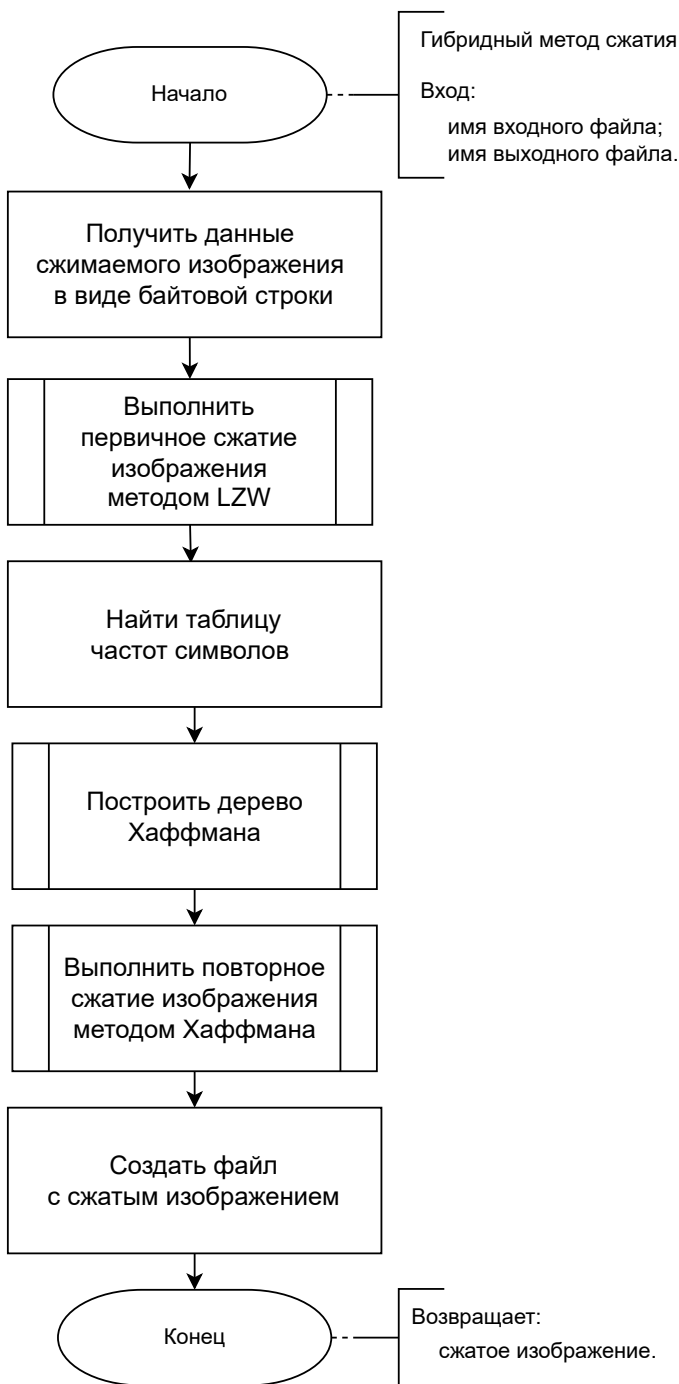 Гибридный метод сжатия
Начало
Вход:
имя входного файла;
имя выходного файла.
Получить данные
сжимаемого изображения
в виде байтовой строки
Выполнить
первичное сжатие
изображения
методом LZW
Найти таблицу
частот символов
Построить дерево
Хаффмана
Выполнить повторное
сжатие изображения
методом Хаффмана
Создать файл
с сжатым изображением
Конец
Возвращает:
сжатое изображение.